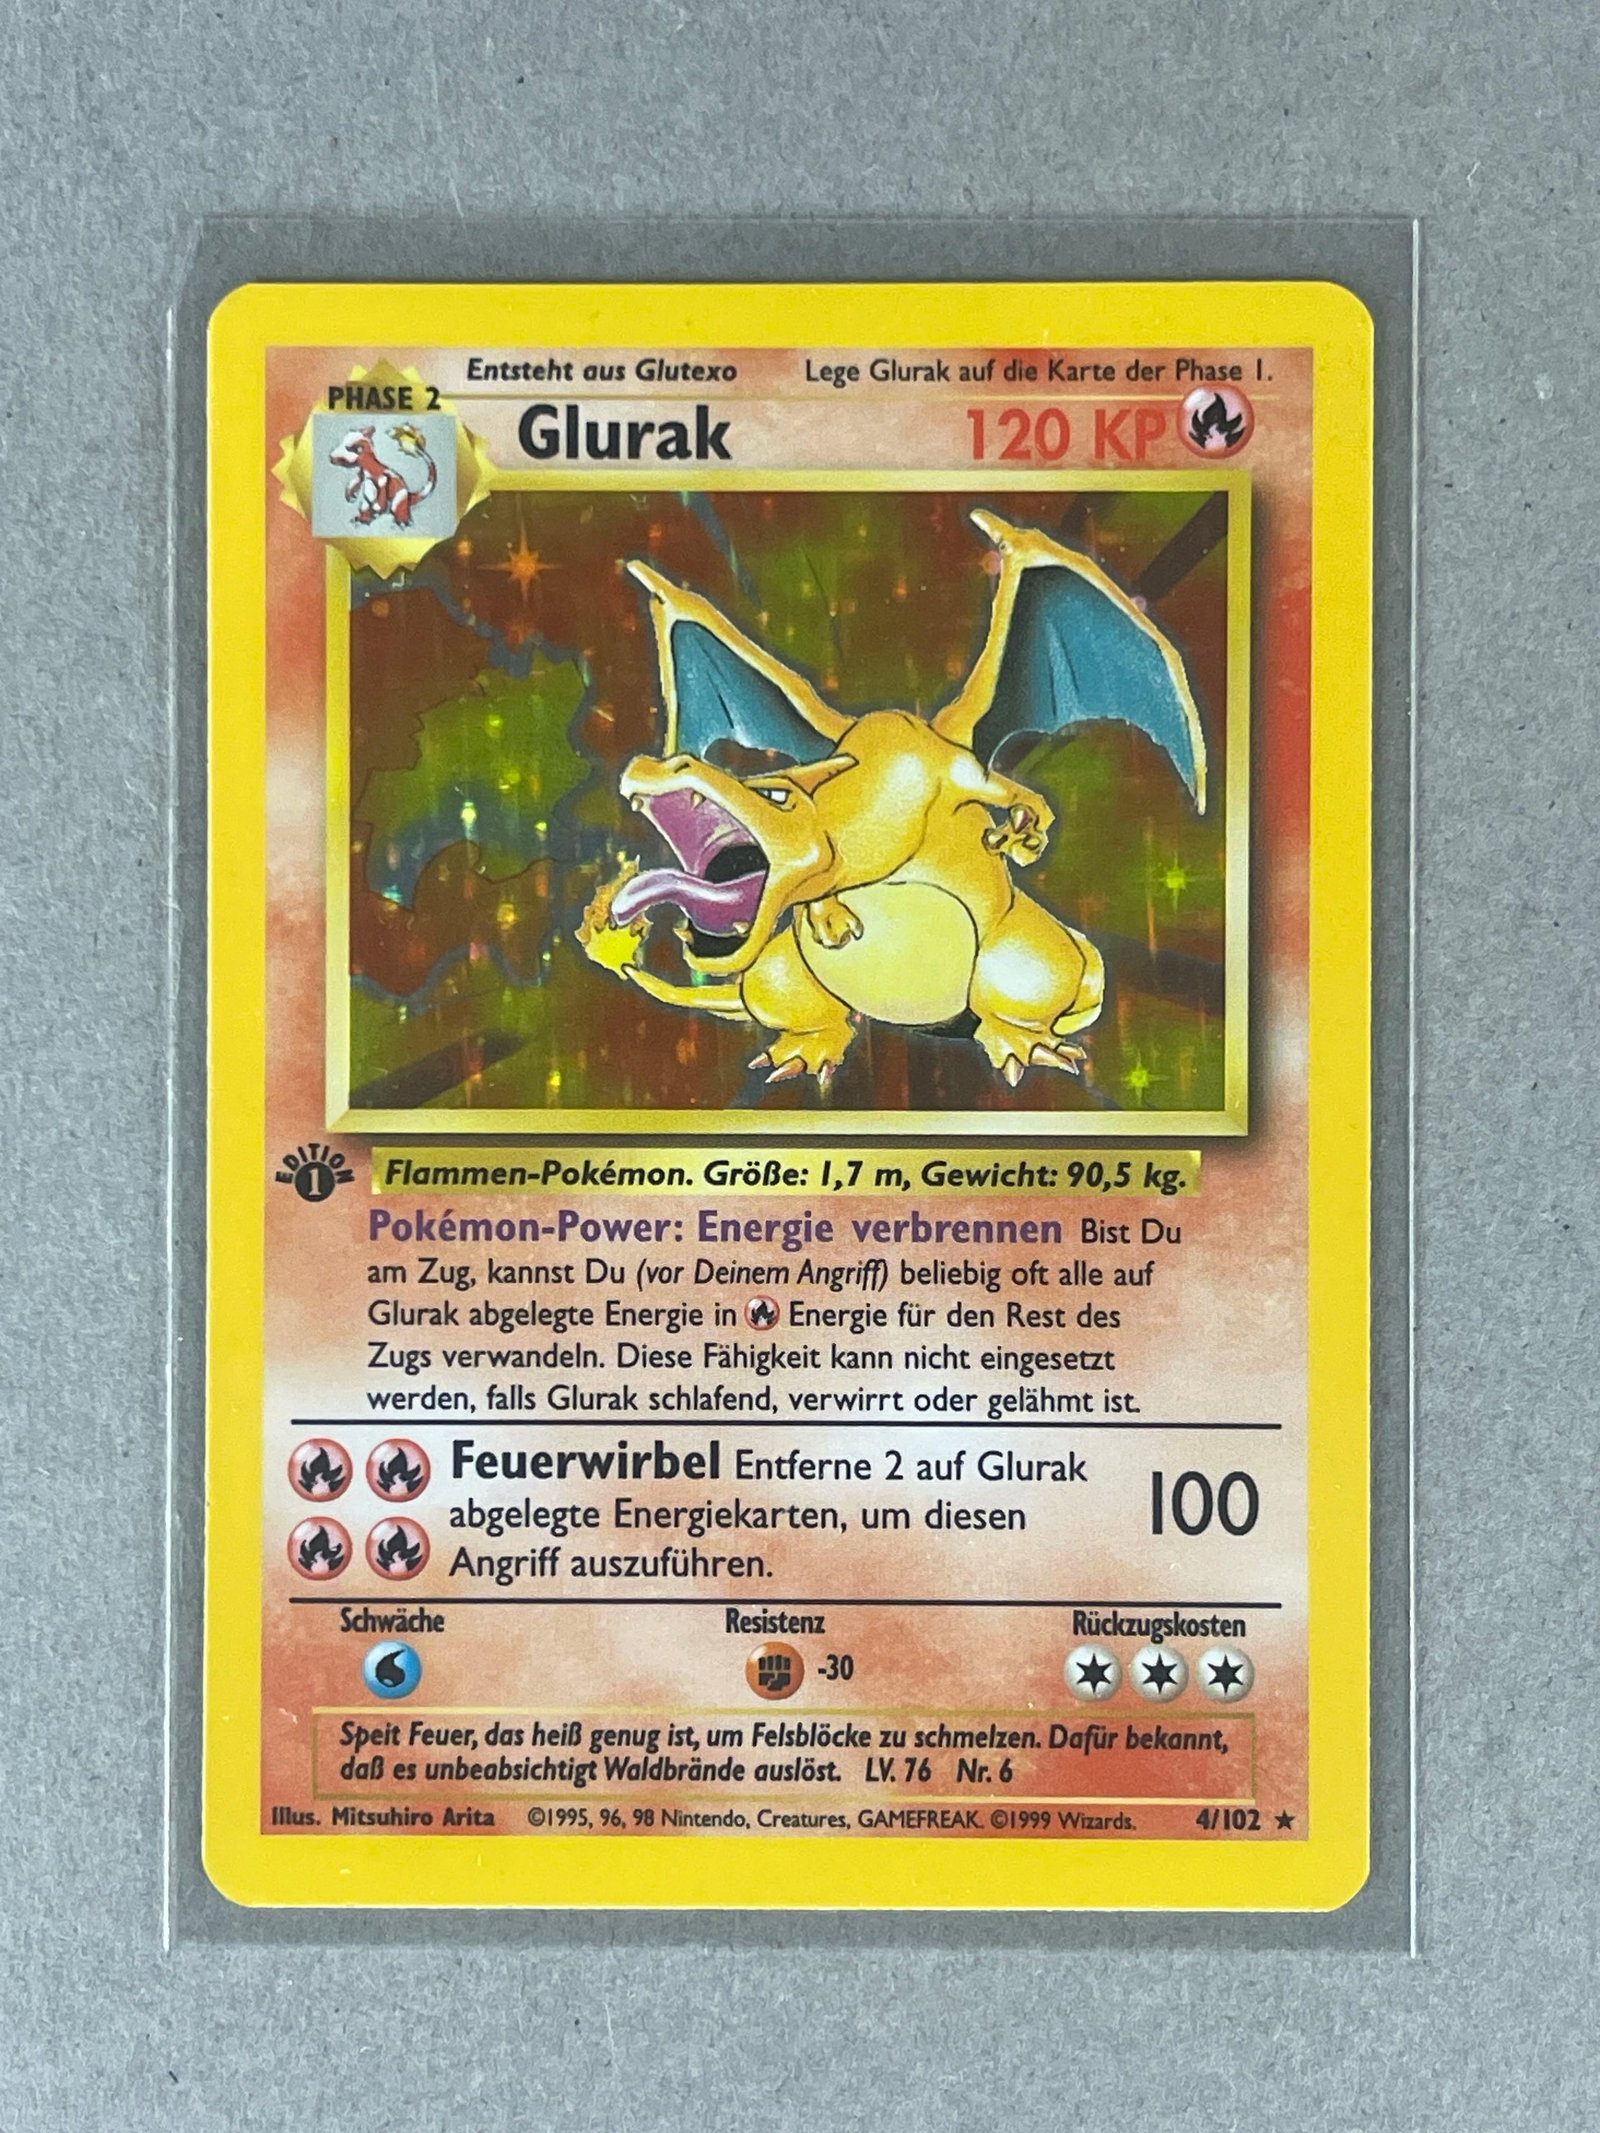 Entsteht aus Glutexo Lege Glurak auf die Karte der Phase 1.
PHASE 2
Glurak 120 KP
EDITION 1
Flammen-Pokémon. Größe: 1,7 m, Gewicht: 90,5 kg.
Pokémon-Power: Energie verbrennen Bist Du
am Zug, kannst Du (vor Deinem Angriff) beliebig oft alle auf
Glurak abgelegte Energie in Energie für den Rest des
Zugs verwandeln. Diese Fähigkeit kann nicht eingesetzt
werden, falls Glurak schlafend, verwirrt oder gelähmt ist.
Feuerwirbel Entferne 2 auf Glurak
abgelegte Energiekarten, um diesen
Angriff auszuführen.
100
Schwäche Resistenz Rückzugskosten
-30
Speit Feuer, das heiß genug ist, um Felsblöcke zu schmelzen. Dafür bekannt,
daß es unbeabsichtigt Waldbrände auslöst. LV. 76 Nr. 6
Illus. Mitsuhiro Arita ©1995, 96, 98 Nintendo, Creatures, GAMEFREAK. ©1999 Wizards. 4/102 ★